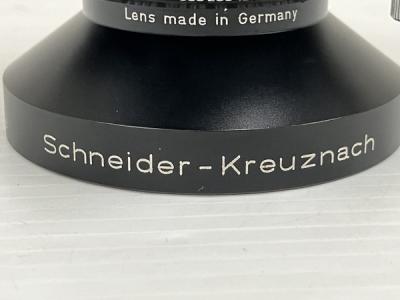 Lens made in Germany
Schneider-Kreuznach